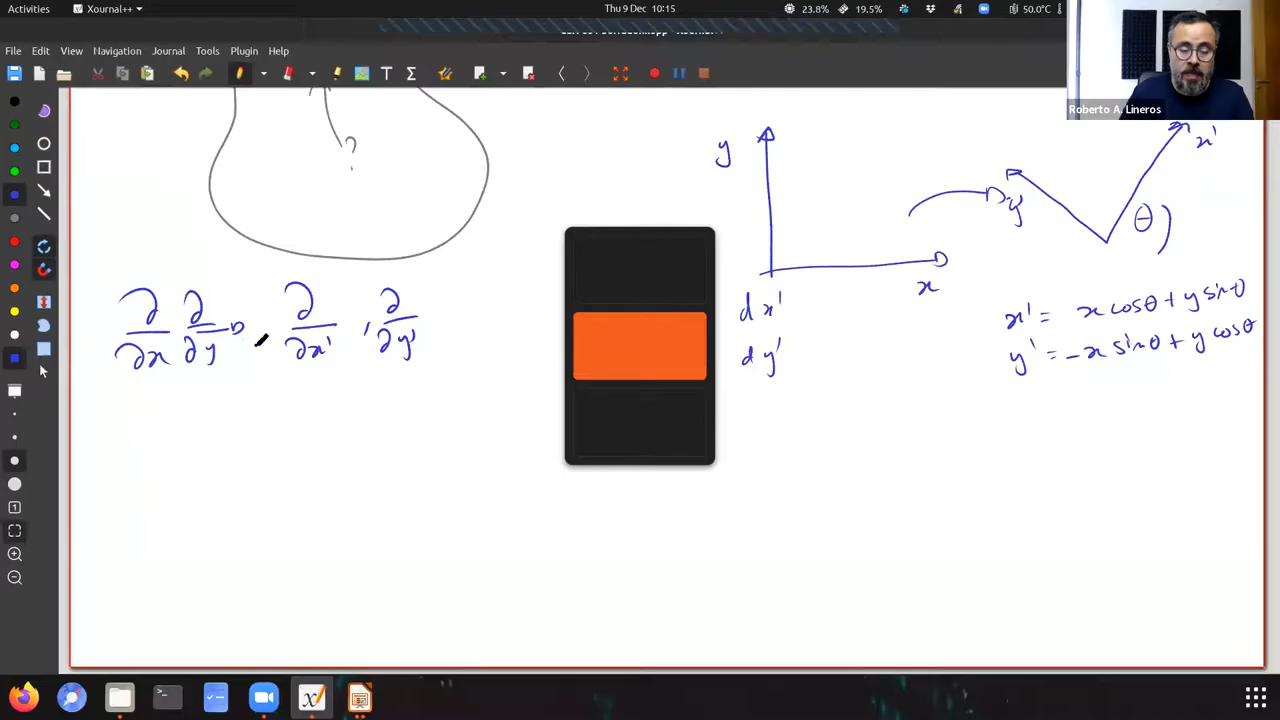 Activities Xournal++ Thu 9 Dec 10:15 23.8% 19.5% 50.0°C
File Edit View Navigation Journal Tools Plugin Help
Roberto A. Lineros
?
y
x
x'
y
θ
∂/∂x ∂/∂y , ∂/∂x' , ∂/∂y'
dx'
dy'
x' = x cosθ + y sinθ
y' = -x sinθ + y cosθ